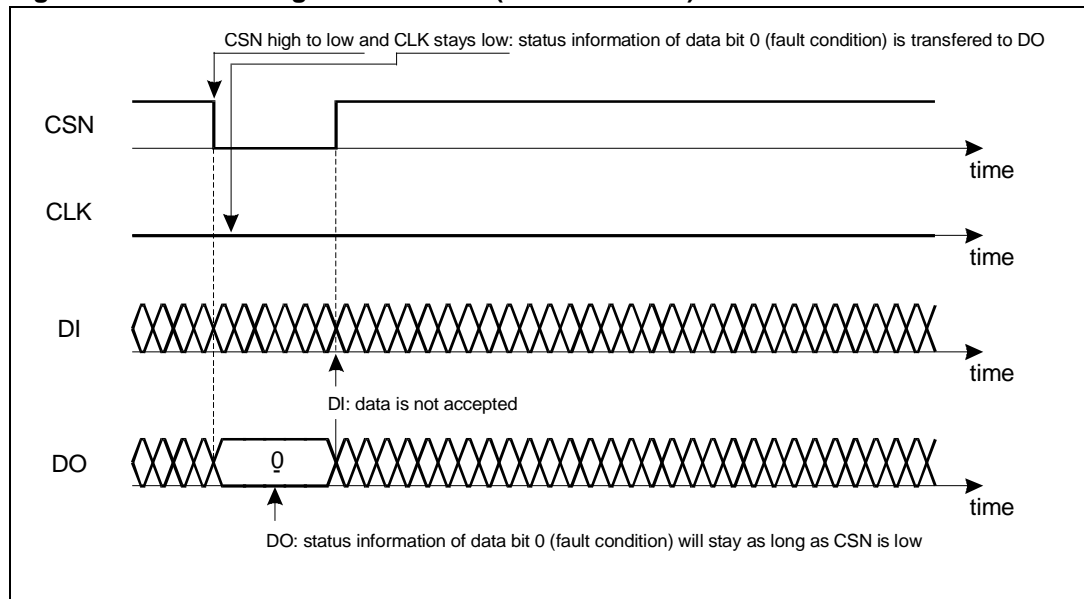 CSN high to low and CLK stays low: status information of data bit 0 (fault condition) is transfered to DO
CSN
time
CLK
time
DI
time
DI: data is not accepted
DO
0
time
DO: status information of data bit 0 (fault condition) will stay as long as CSN is low